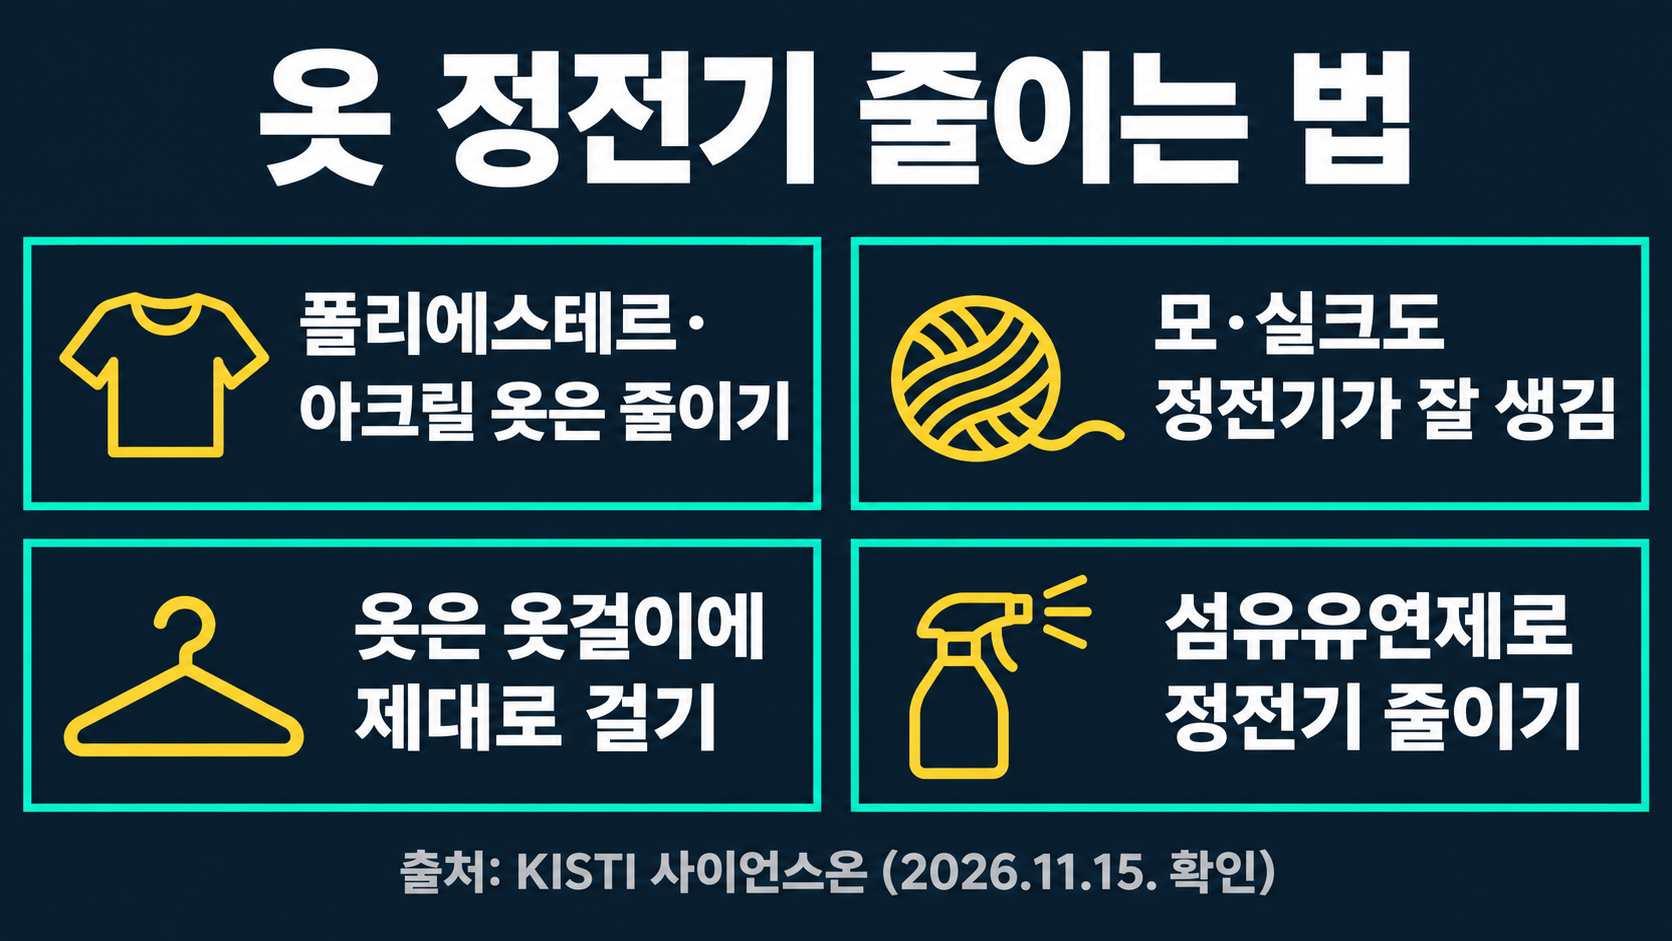 옷 정전기 줄이는 법
폴리에스테르·
아크릴 옷은 줄이기
모·실크도
정전기가 잘 생김
옷은 옷걸이에
제대로 걸기
섬유유연제로
정전기 줄이기
출처: KISTI 사이언스온 (2026.11.15. 확인)